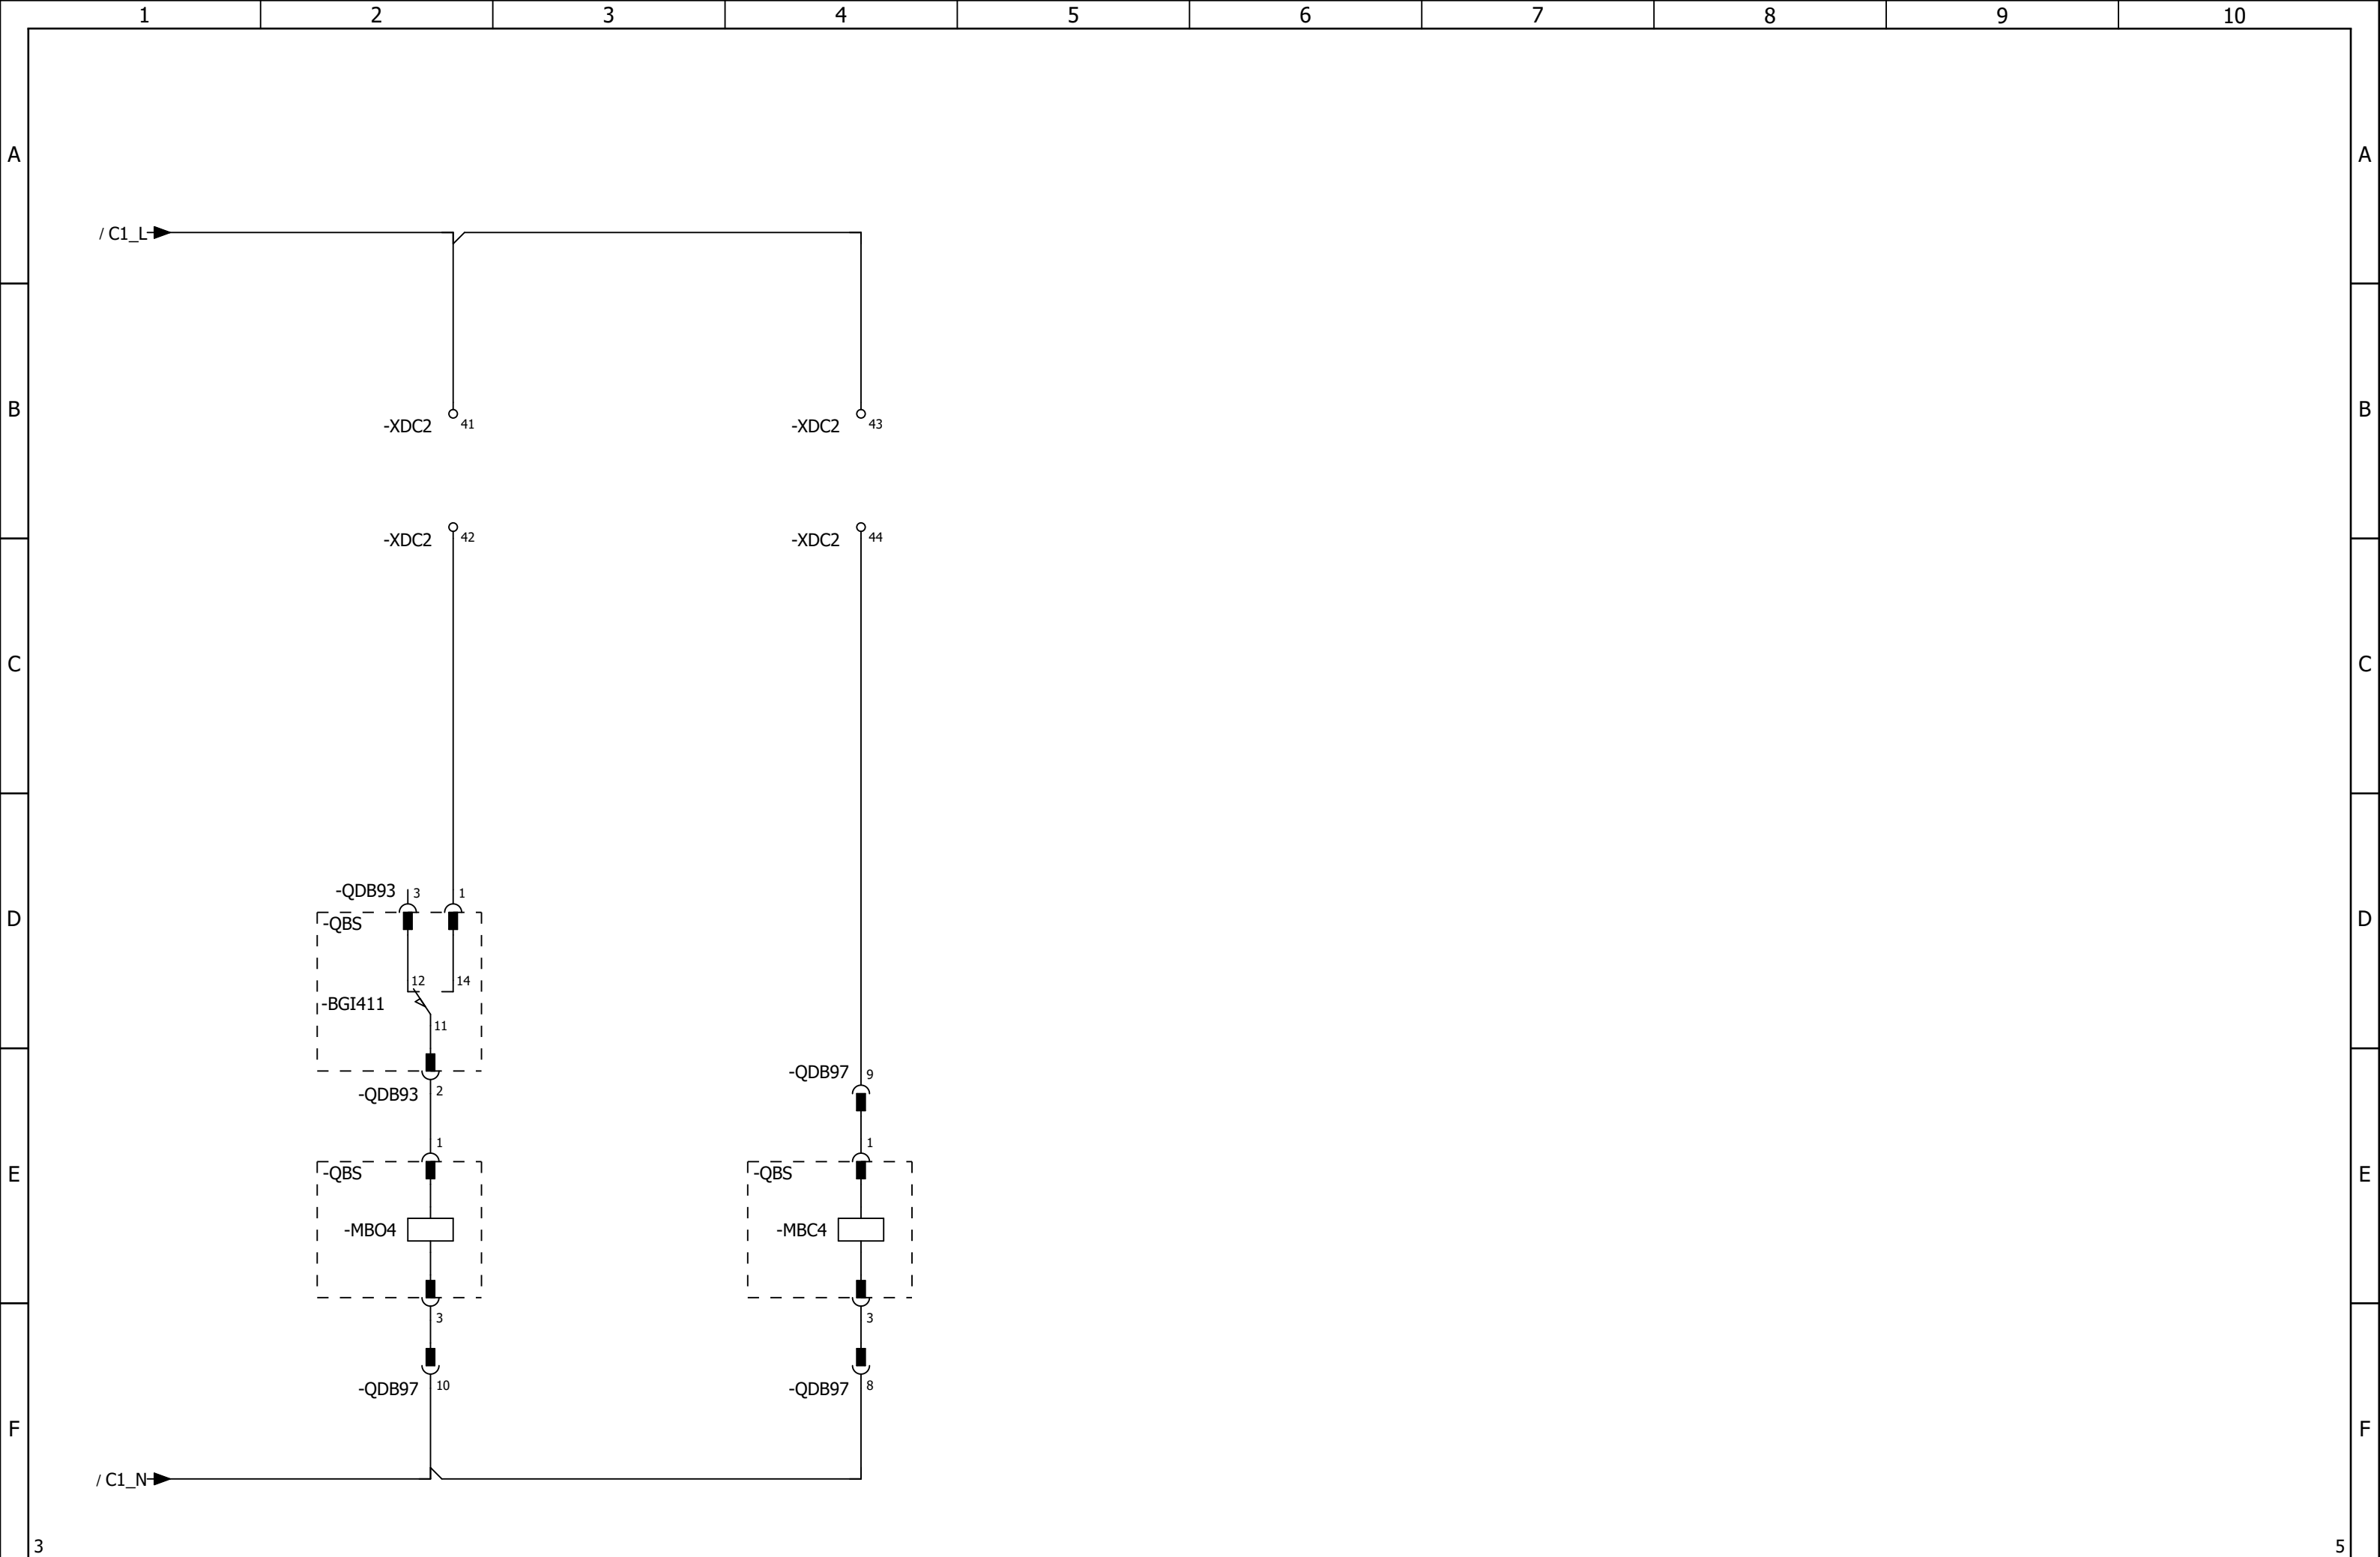 1 2 3 4 5 6 7 8 9 10
A A
/ C1_L
B B
-XDC2 41 -XDC2 43
-XDC2 42 -XDC2 44
C C
-QDB93 3 1
D D
-QBS
12 14
-BGI411
11
-QDB97 9
-QDB93 2
1 1
-QBS -QBS
E E
-MBO4 -MBC4
3 3
-QDB97 10 -QDB97 8
F F
/ C1_N
3 5